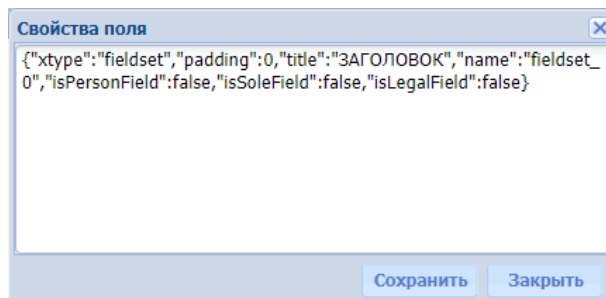 Свойства поля
{"xtype":"fieldset","padding":0,"title":"ЗАГОЛОВОК","name":"fieldset_
0","isPersonField":false,"isSoleField":false,"isLegalField":false}
Сохранить Закрыть